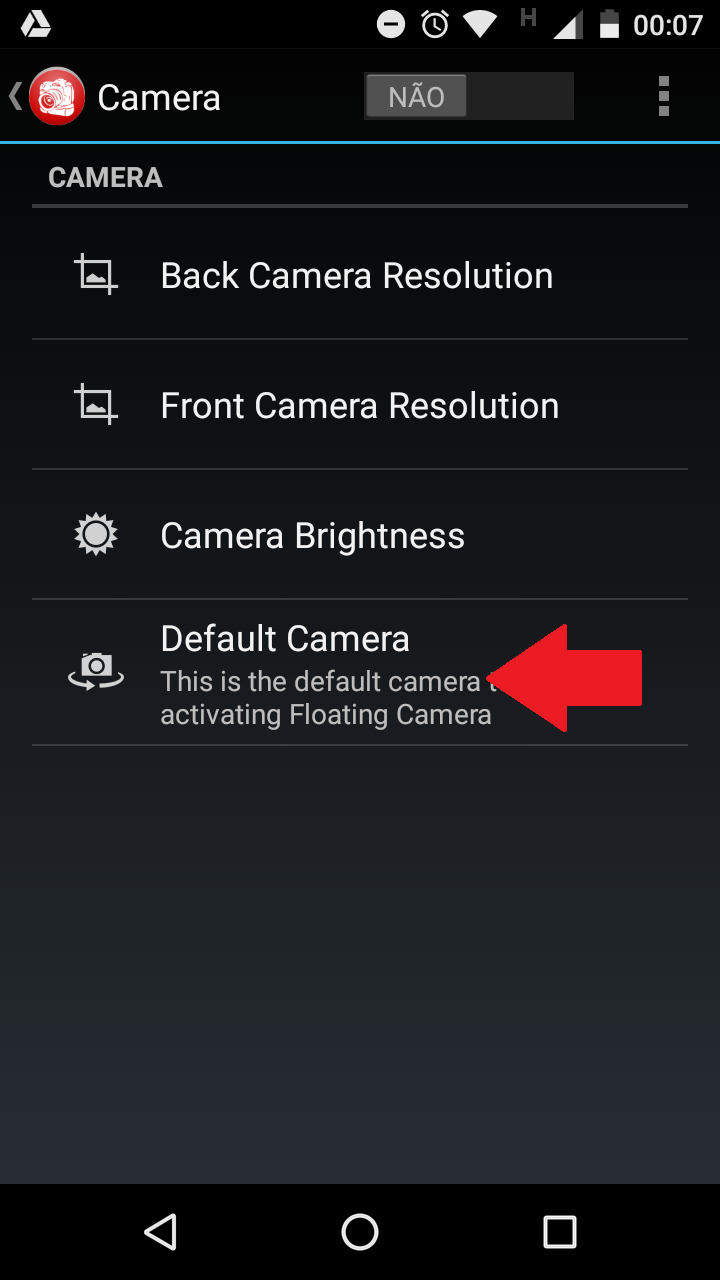 H
00:07
Camera
NÃO
CAMERA
Back Camera Resolution
Front Camera Resolution
Camera Brightness
Default Camera
This is the default camera
activating Floating Camera